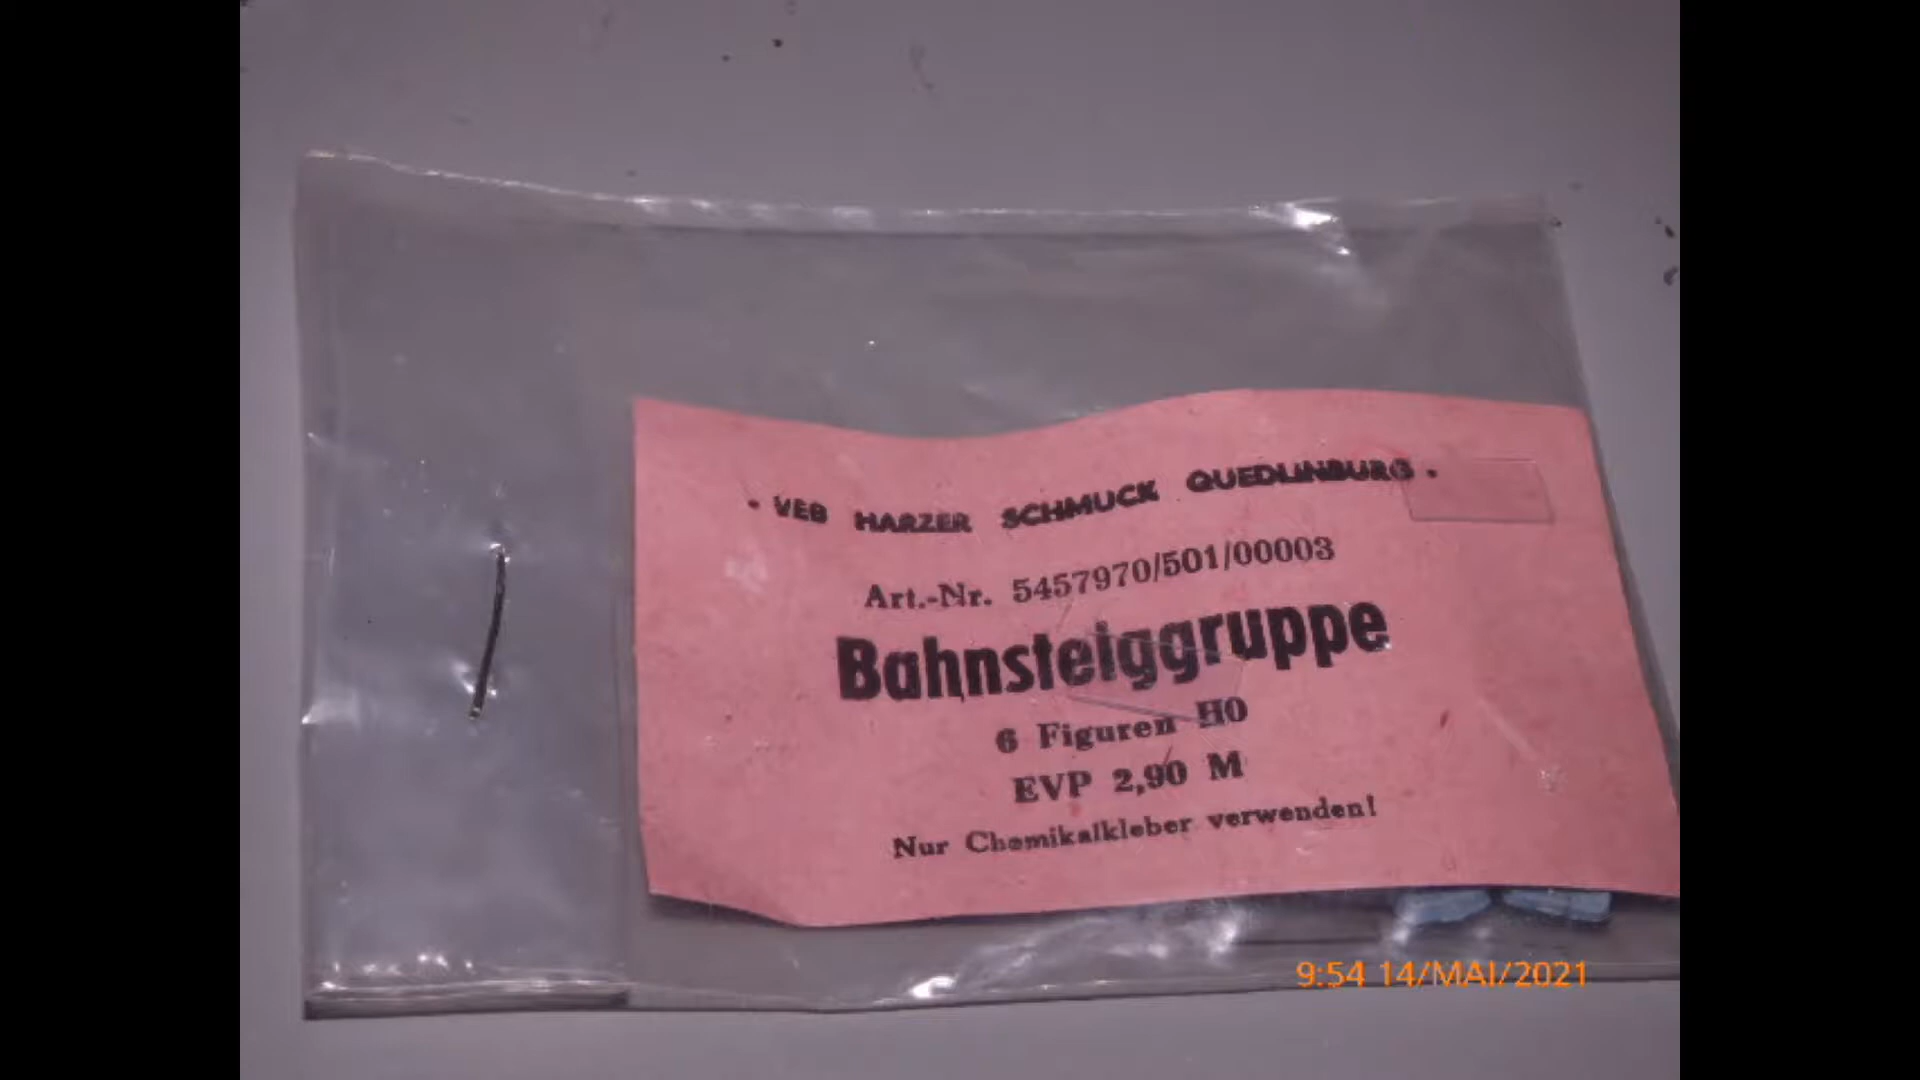 • VEB HARZER SCHMUCK QUEDLINBURG •
Art.-Nr. 5457970/501/00003
Bahnsteiggruppe
6 Figuren H0
EVP 2,90 M
Nur Chemikalkleber verwenden!
9:54 14/MAI/2021